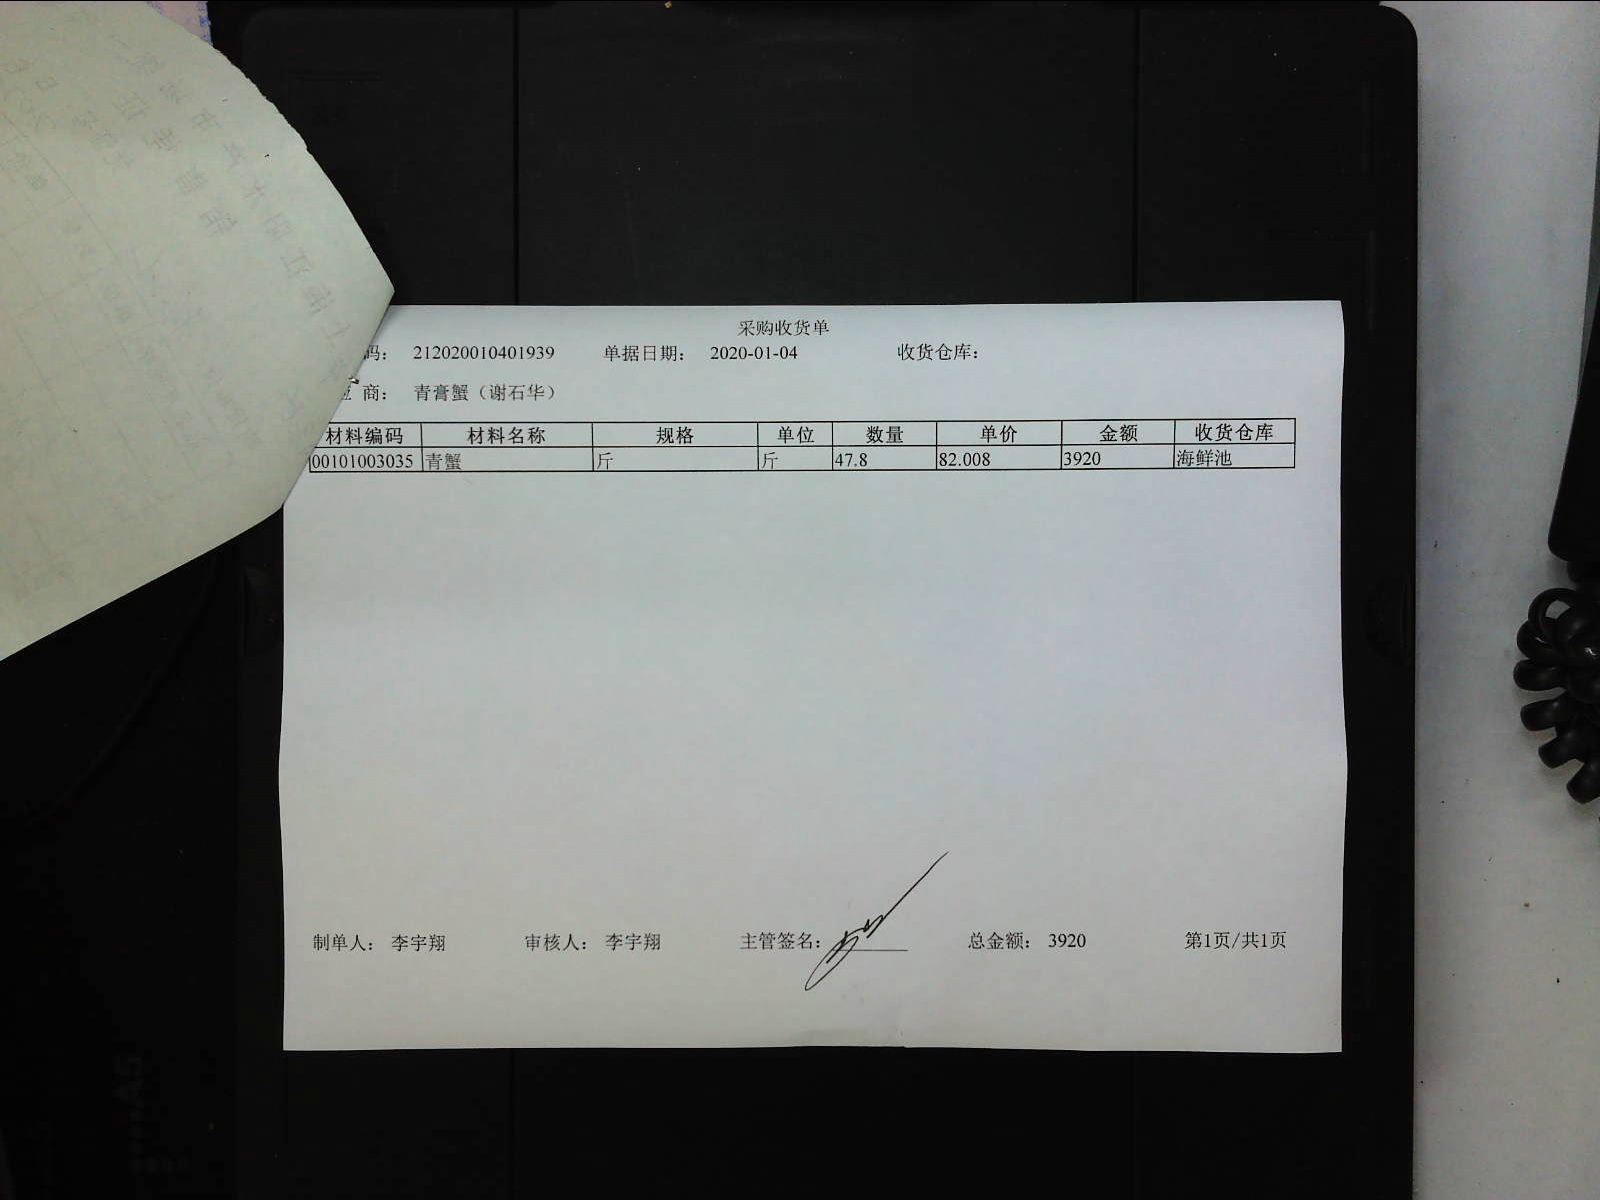 采购收货单
码： 212020010401939 单据日期： 2020-01-04 收货仓库：
商： 青膏蟹（谢石华）
材料编码 材料名称 规格 单位 数量 单价 金额 收货仓库
00101003035 青蟹 斤 斤 47.8 82.008 3920 海鲜池
制单人： 李宇翔 审核人： 李宇翔 主管签名： 总金额： 3920 第1页/共1页